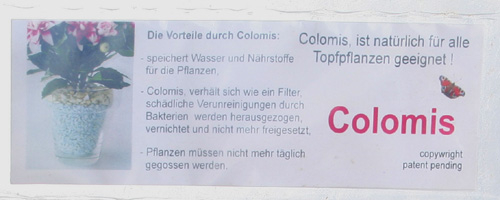 Die Vorteile durch Colomis:
- speichert Wasser und Nährstoffe
für die Pflanzen,
- Colomis, verhält sich wie ein Filter,
schädliche Verunreinigungen durch
Bakterien werden herausgezogen,
vernichtet und nicht mehr freigesetzt,
- Pflanzen müssen nicht mehr täglich
gegossen werden.
Colomis, ist natürlich für alle
Topfpflanzen geeignet !
Colomis
copyright
patent pending